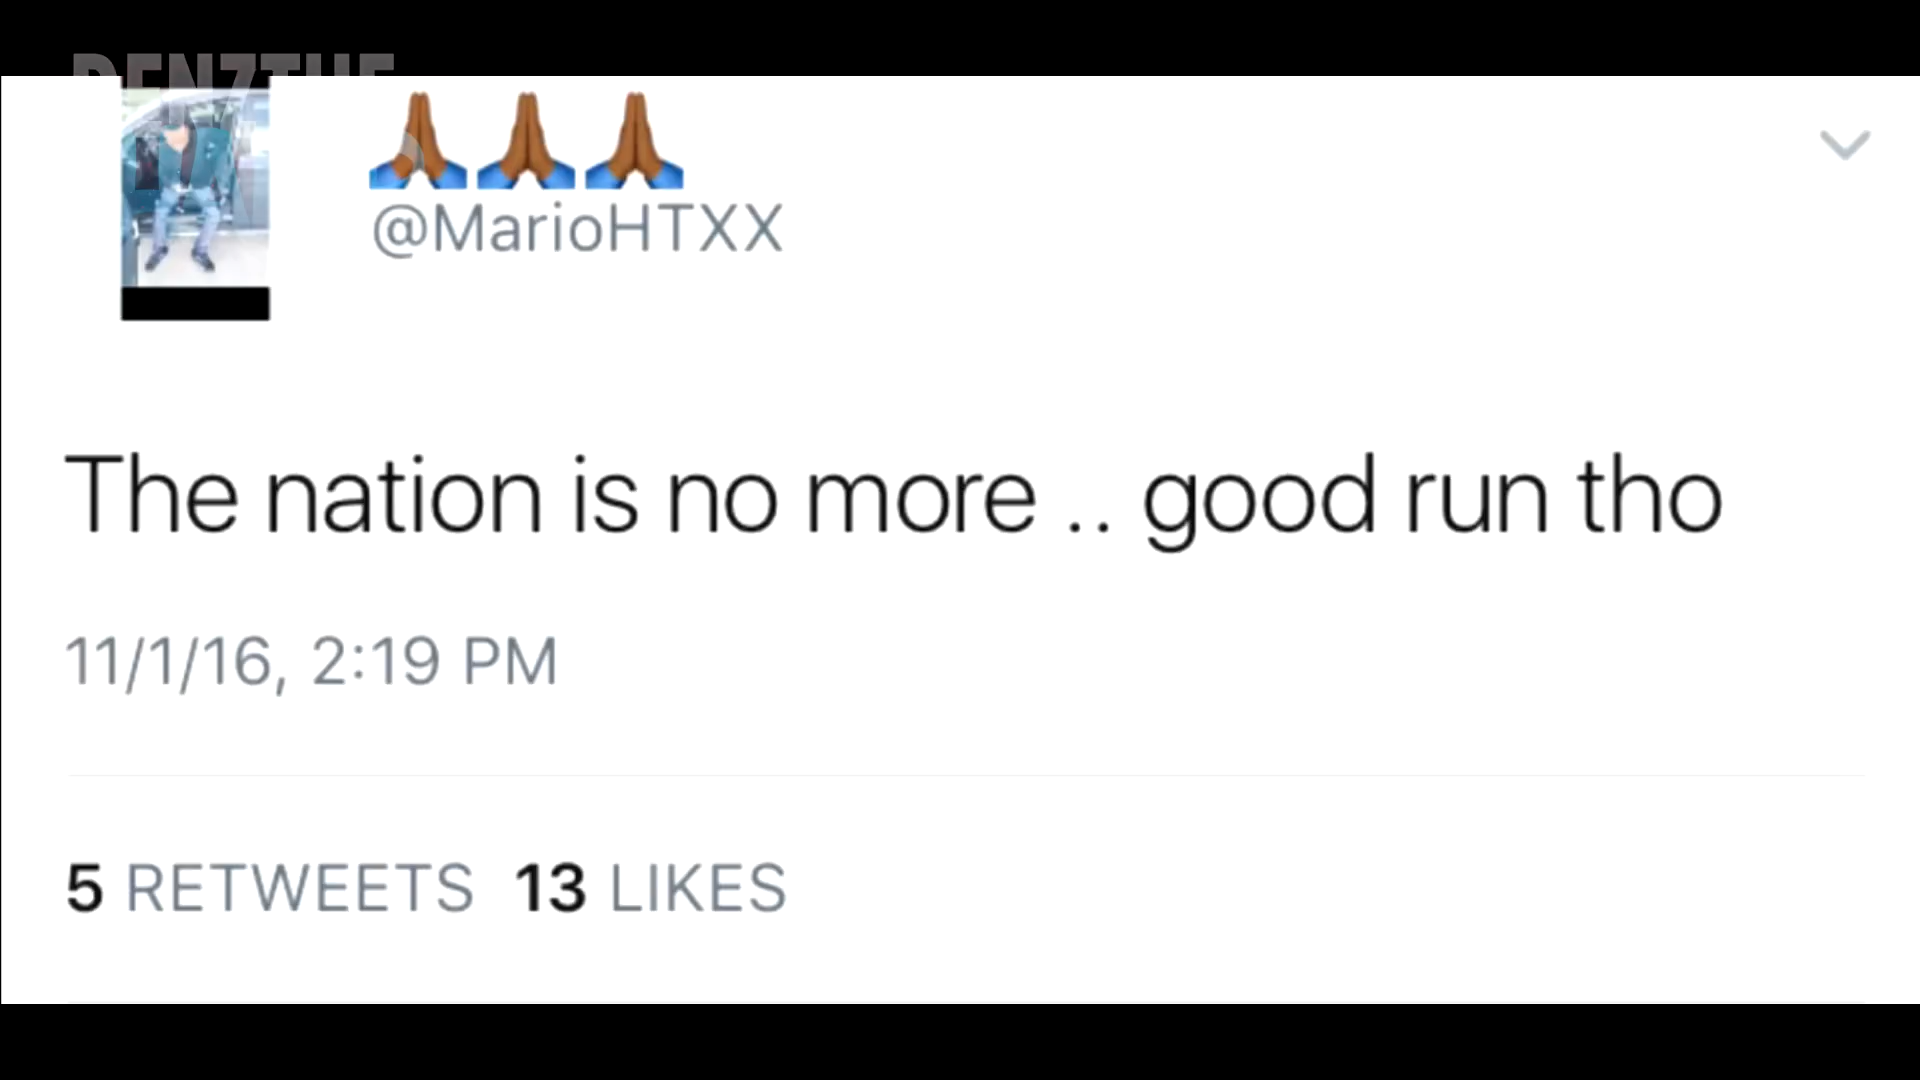 DENZTHE
🙏🏾🙏🏾🙏🏾
@MarioHTXX
The nation is no more .. good run tho
11/1/16, 2:19 PM
5 RETWEETS 13 LIKES